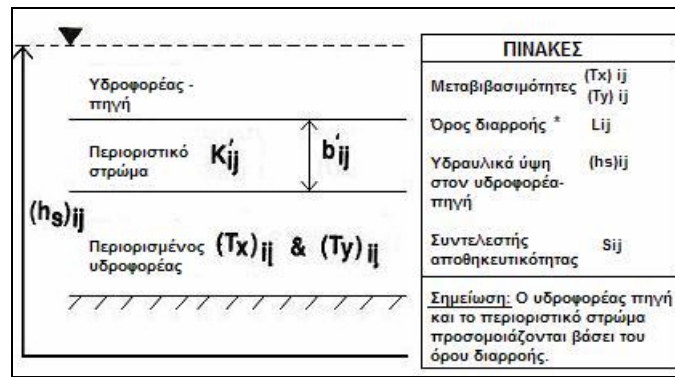 Υδροφορέας -
πηγή
Περιοριστικό
στρώμα
K'ij
b'ij
(hs)ij
Περιορισμένος
υδροφορέας
(Tx) ij & (Ty) ij
ΠΙΝΑΚΕΣ
Μεταβιβασιμότητες (Tx) ij
(Ty) ij
Όρος διαρροής * Lij
Υδραυλικά ύψη (hs)ij
στον υδροφορέα-
πηγή
Συντελεστής Sij
αποθηκευτικότητας
Σημείωση: Ο υδροφορέας πηγή
και το περιοριστικό στρώμα
προσομοιάζονται βάσει του
όρου διαρροής.